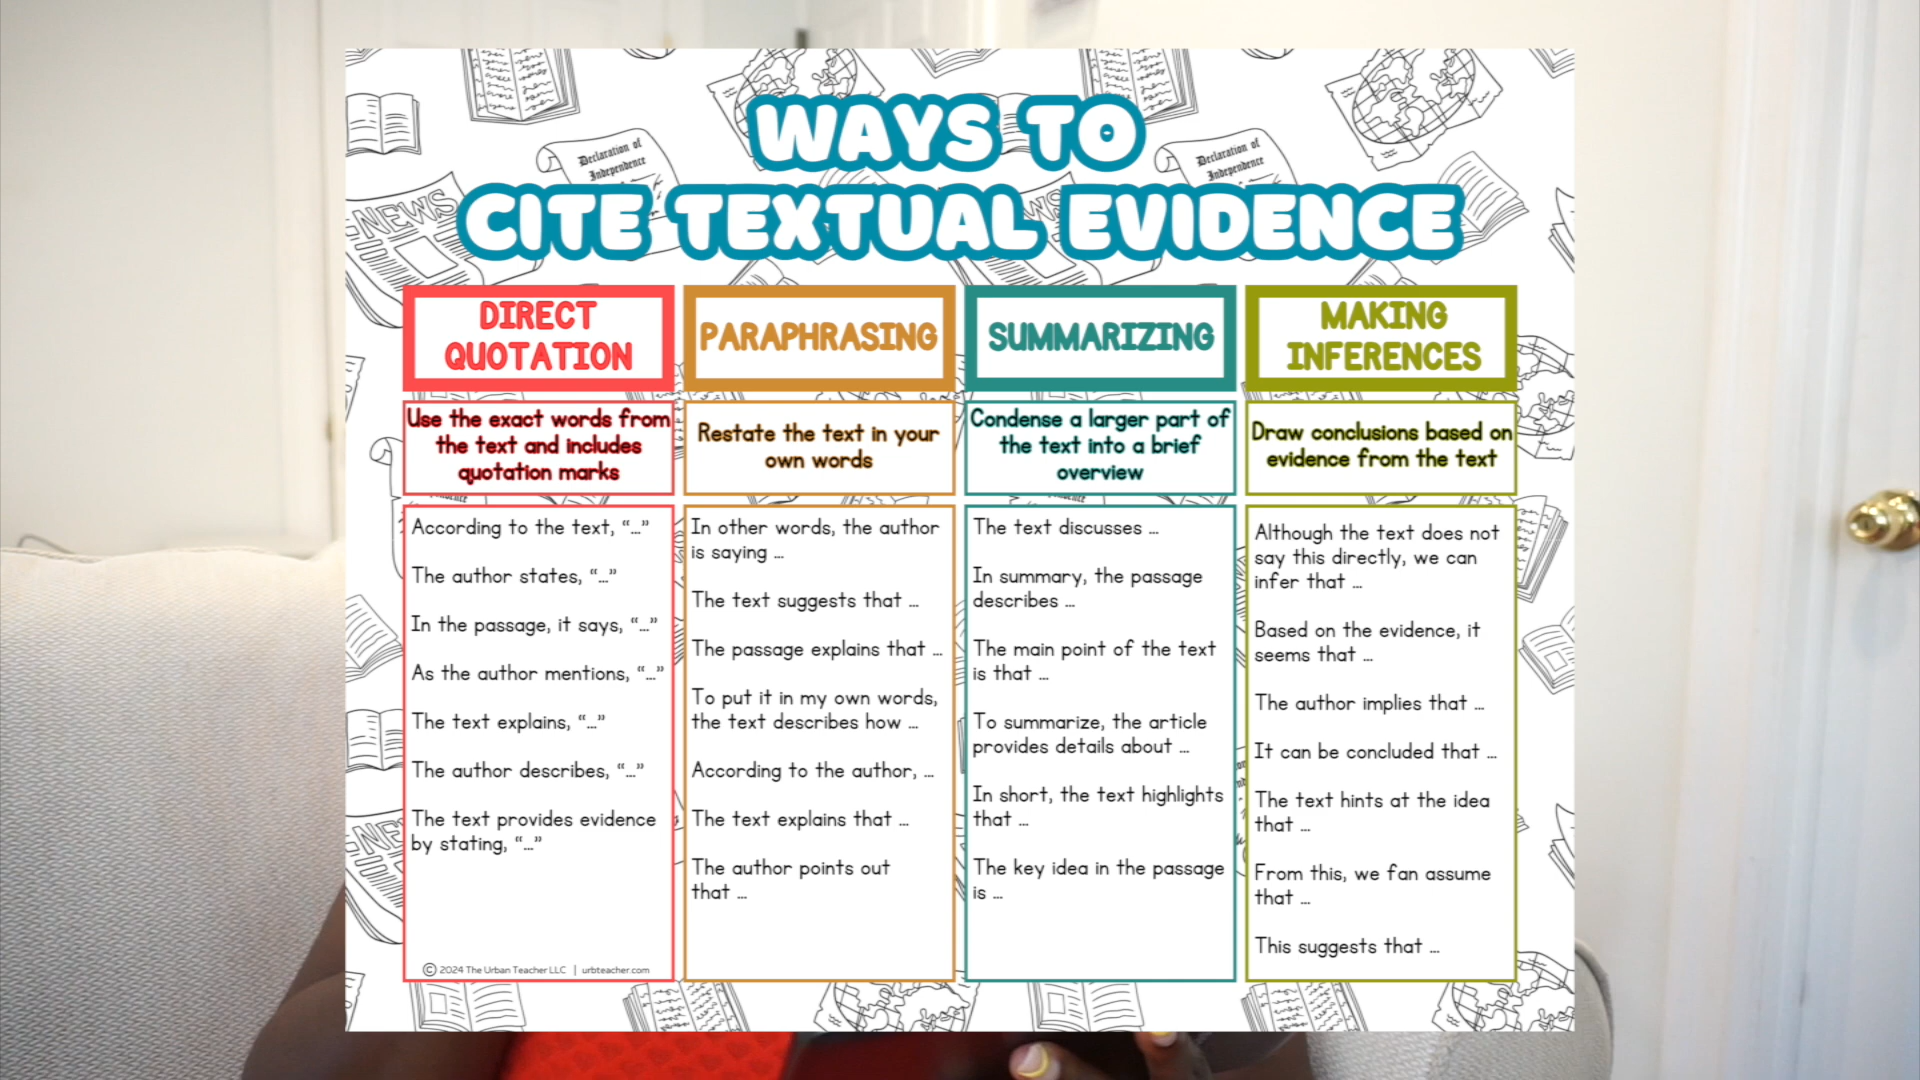 WAYS TO
CITE TEXTUAL EVIDENCE
DIRECT
QUOTATION
Use the exact words from
the text and includes
quotation marks
According to the text, “...”
The author states, “...”
In the passage, it says, “...”
As the author mentions, “...”
The text explains, “...”
The author describes, “...”
The text provides evidence
by stating, “...”
© 2024 The Urban Teacher LLC | urbteacher.com
PARAPHRASING
Restate the text in your
own words
In other words, the author
is saying ...
The text suggests that ...
The passage explains that ...
To put it in my own words,
the text describes how ...
According to the author, ...
The text explains that ...
The author points out
that ...
SUMMARIZING
Condense a larger part of
the text into a brief
overview
The text discusses ...
In summary, the passage
describes ...
The main point of the text
is that ...
To summarize, the article
provides details about ...
In short, the text highlights
that ...
The key idea in the passage
is ...
MAKING
INFERENCES
Draw conclusions based on
evidence from the text
Although the text does not
say this directly, we can
infer that ...
Based on the evidence, it
seems that ...
The author implies that ...
It can be concluded that ...
The text hints at the idea
that ...
From this, we fan assume
that ...
This suggests that ...
Declaration of
Independence
Declaration of
Independence
NEWS